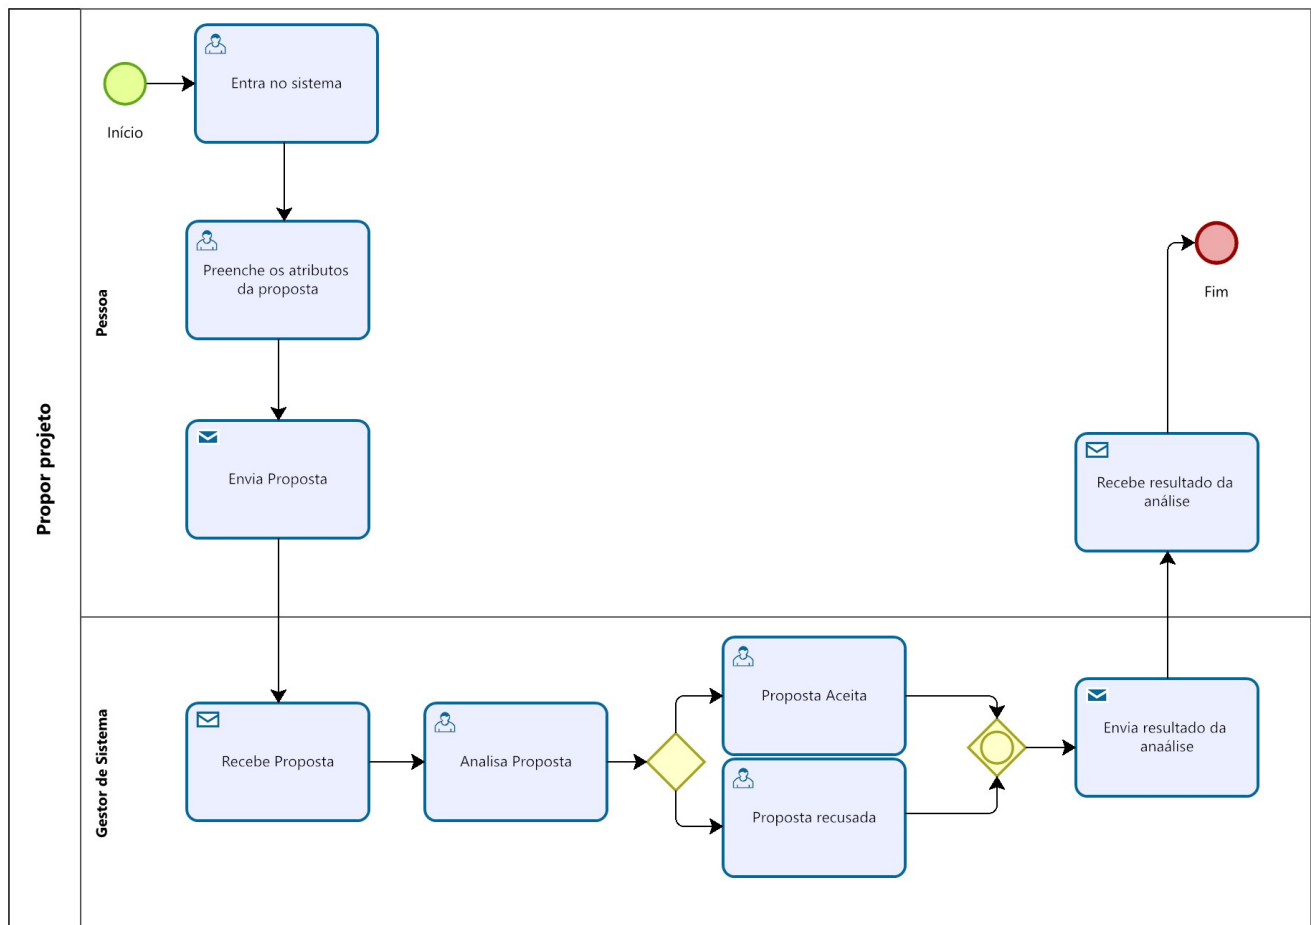 Propor projeto
Pessoa
Início
Entra no sistema
Preenche os atributos
da proposta
Envia Proposta
Fim
Recebe resultado da
análise
Gestor de Sistema
Recebe Proposta
Analisa Proposta
Proposta Aceita
Proposta recusada
Envia resultado da
anaálise